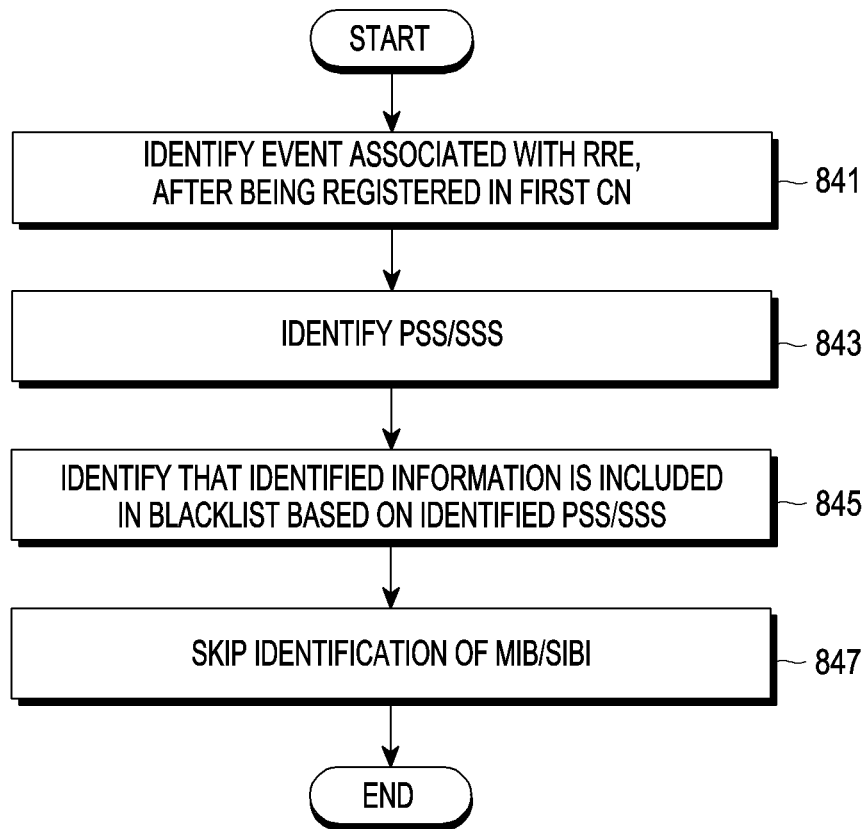 START
IDENTIFY EVENT ASSOCIATED WITH RRE,
AFTER BEING REGISTERED IN FIRST CN
841
IDENTIFY PSS/SSS
843
IDENTIFY THAT IDENTIFIED INFORMATION IS INCLUDED
IN BLACKLIST BASED ON IDENTIFIED PSS/SSS
845
SKIP IDENTIFICATION OF MIB/SIBI
847
END